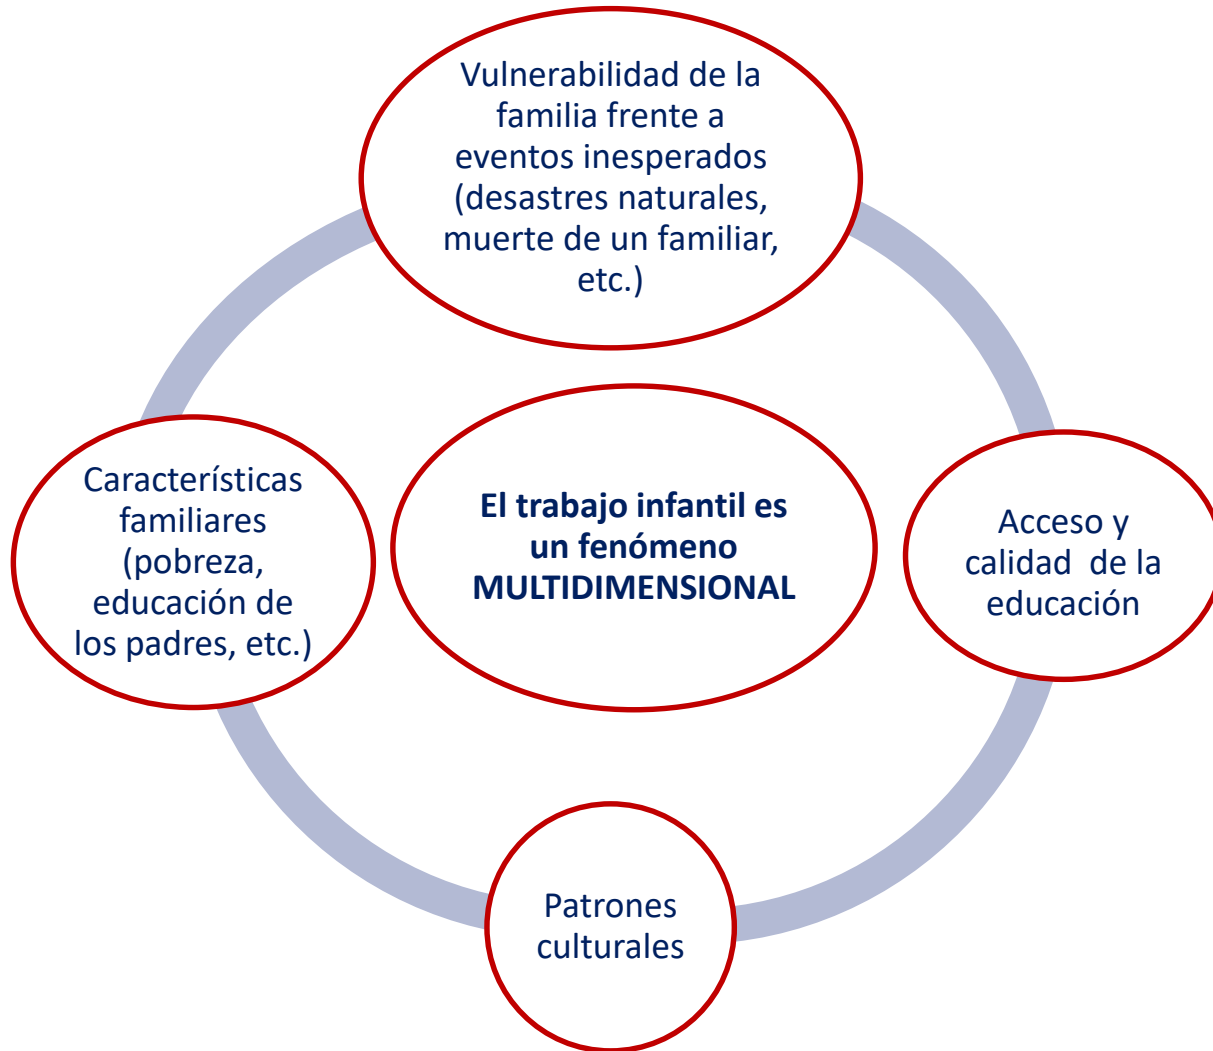 Vulnerabilidad de la
familia frente a
eventos inesperados
(desastres naturales,
muerte de un familiar,
etc.)
Características
familiares
(pobreza,
educación de
los padres, etc.)
El trabajo infantil es
un fenómeno
MULTIDIMENSIONAL
Acceso y
calidad  de la
educación
Patrones
culturales